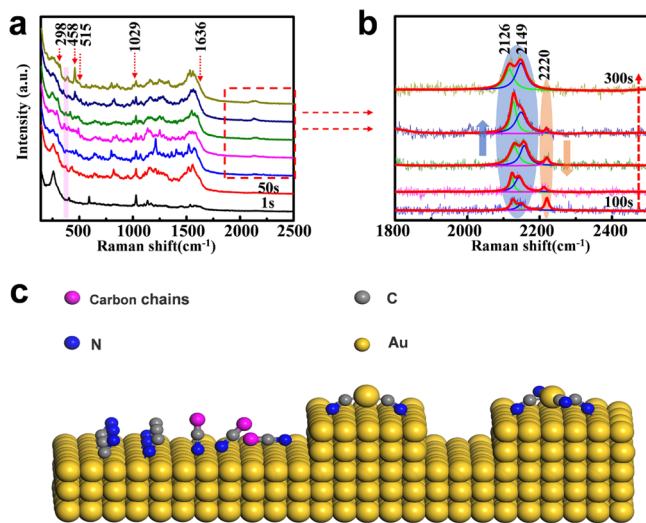 a
298
458
515
1029
1636
Intensity (a.u.)
50s
1s
0 500 1000 1500 2000 2500
Raman shift(cm-1)
b
2126
2149
2220
300s
100s
1800 2000 2200 2400
Raman shift(cm-1)
c
Carbon chains
C
N
Au